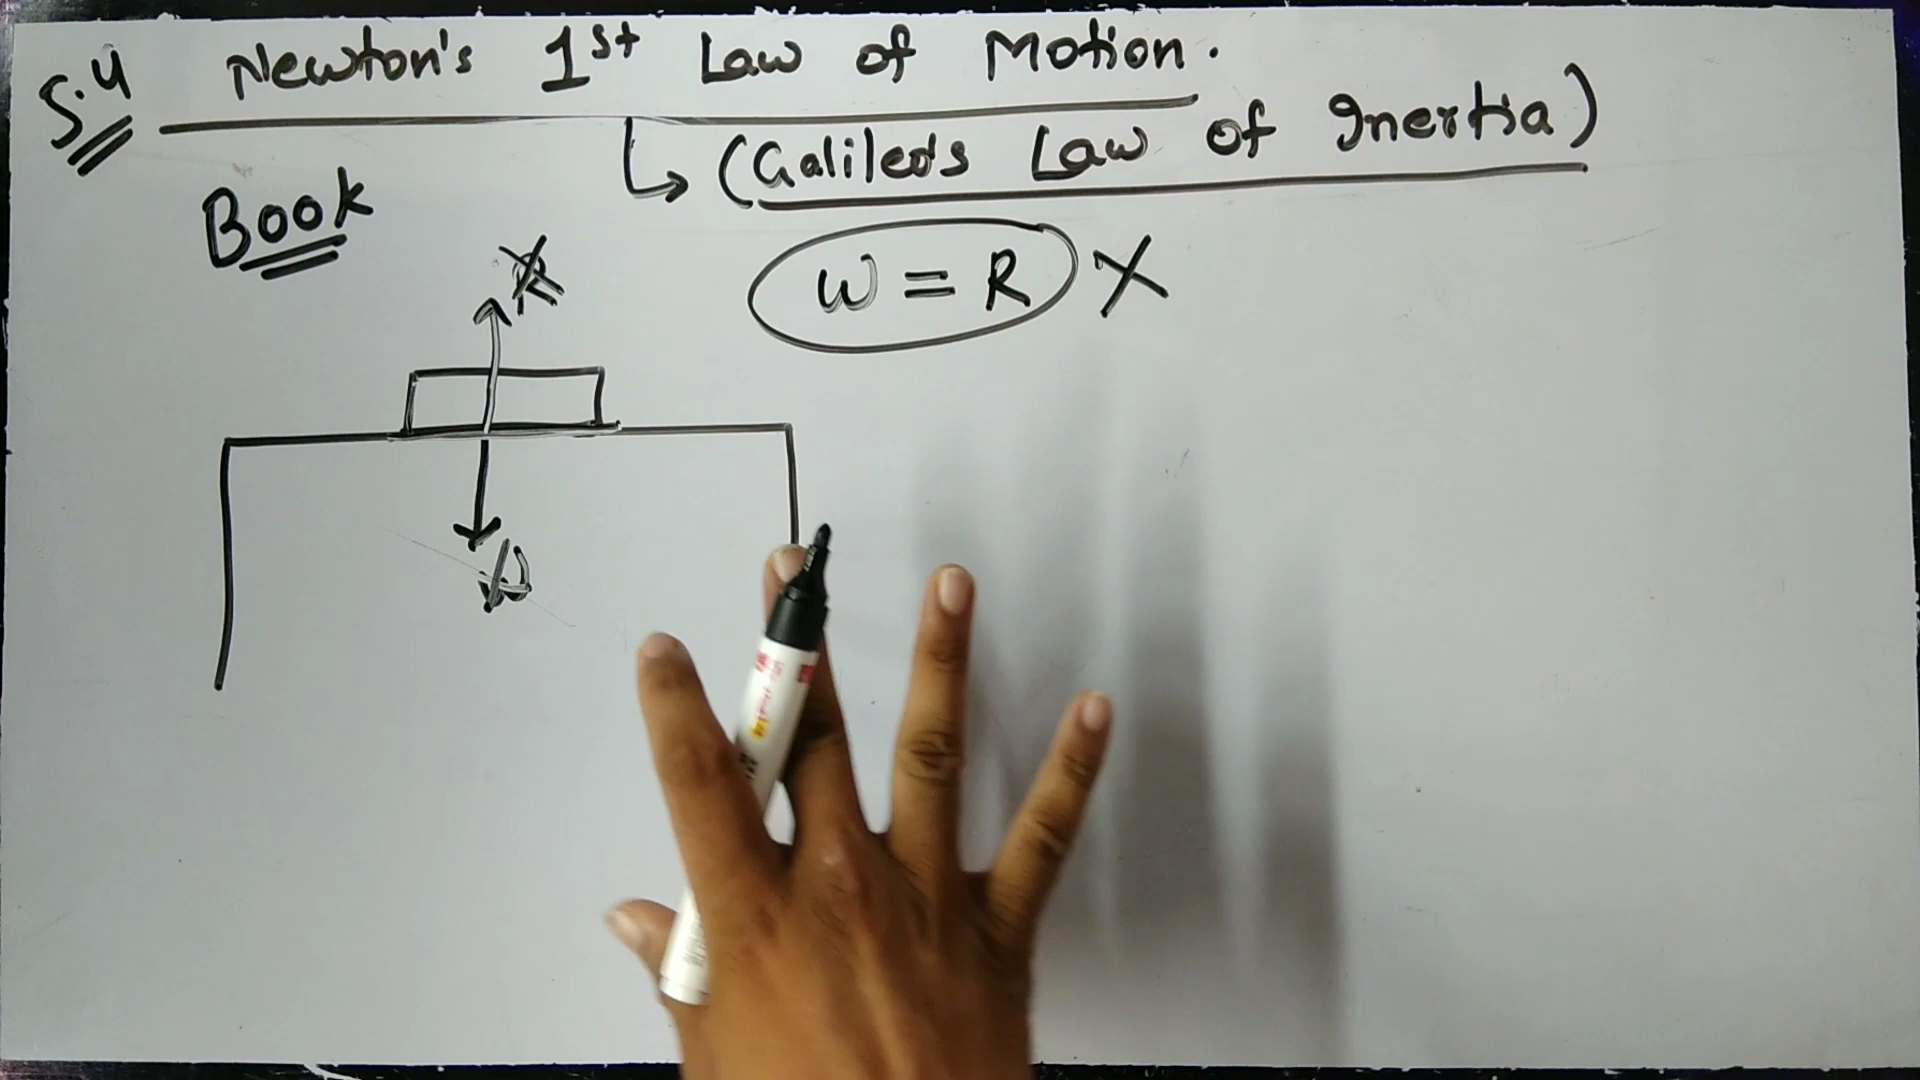 5.4 Newton's 1st Law of Motion.
(Galileo's Law of Inertia)
Book
W = R X
R